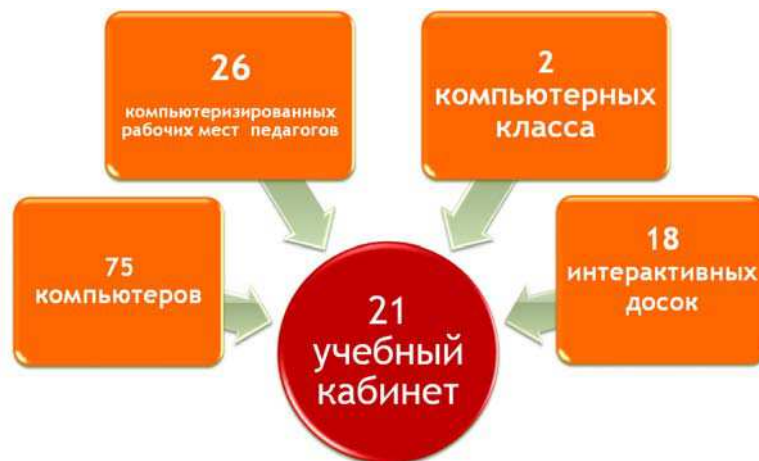 26
компьютеризированных
рабочих мест педагогов
2
компьютерных
класса
75
компьютеров
18
интерактивных
досок
21
учебный
кабинет